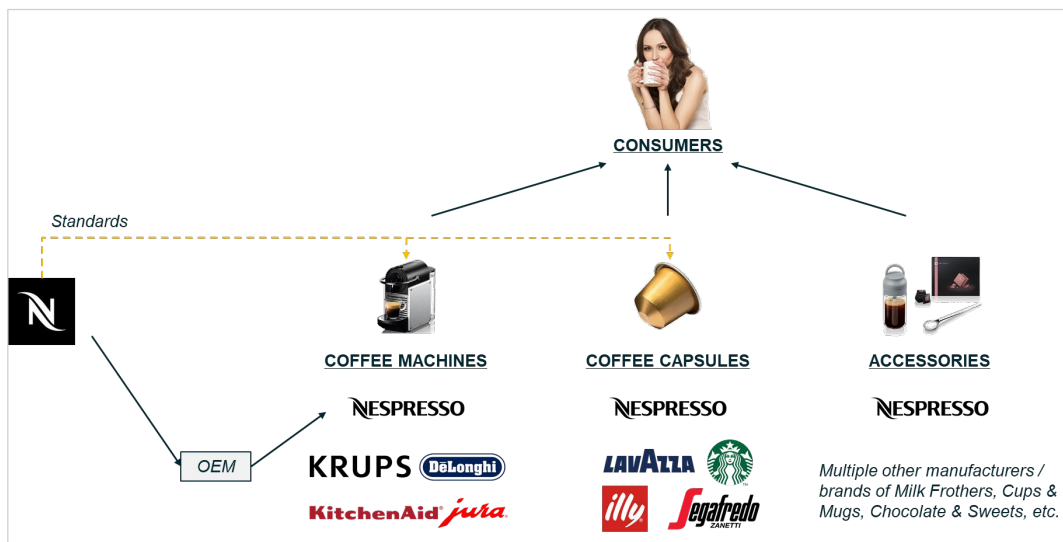 CONSUMERS
Standards
N
COFFEE MACHINES
COFFEE CAPSULES
ACCESSORIES
NESPRESSO
NESPRESSO
NESPRESSO
OEM
KRUPS
DēLonghi
LAVAZZA
KitchenAid®
jura®
illy
Segafredo
ZANETTI
Multiple other manufacturers /
brands of Milk Frothers, Cups &
Mugs, Chocolate & Sweets, etc.